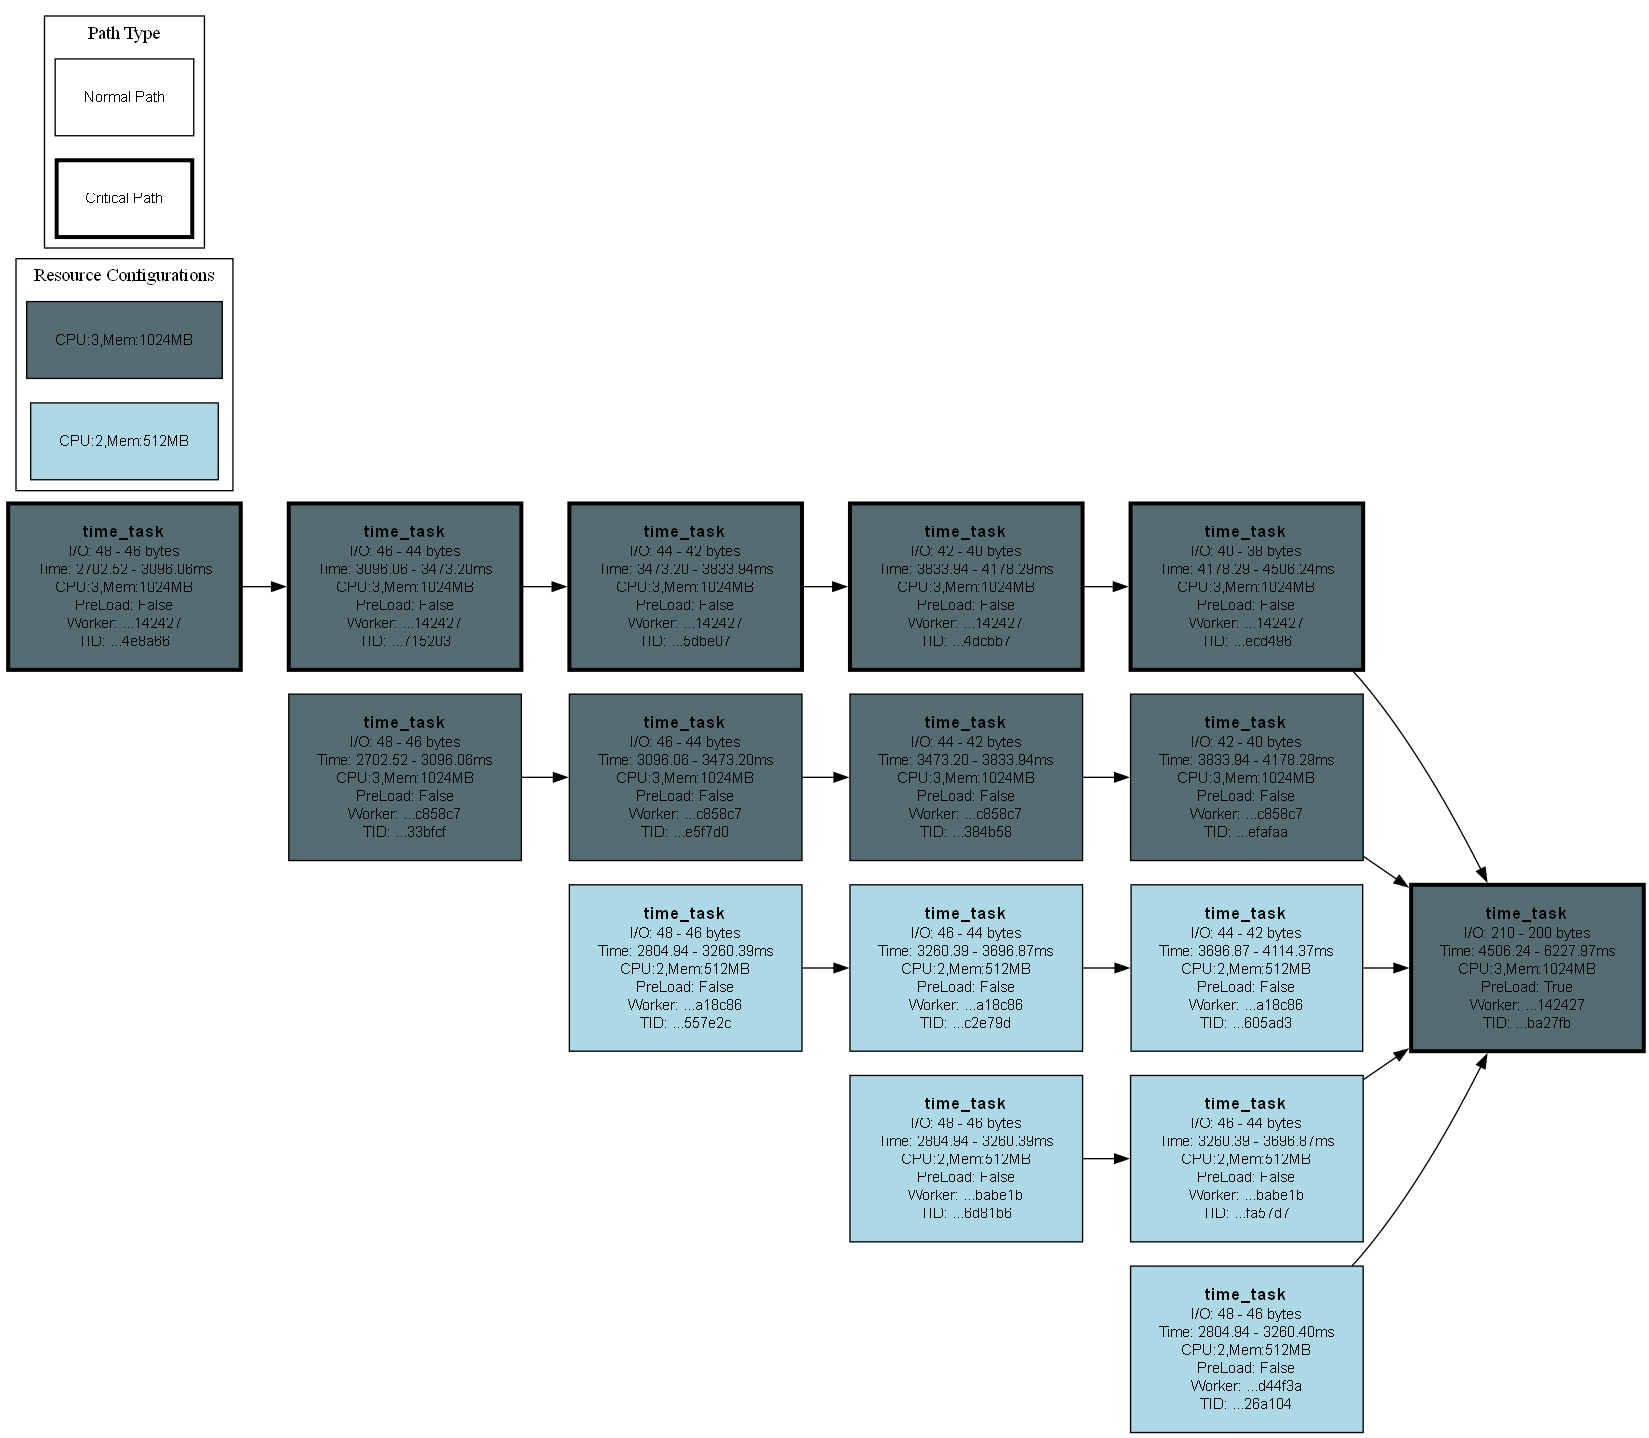 Path Type
Normal Path
Critical Path
Resource Configurations
CPU:3,Mem:1024MB
CPU:2,Mem:512MB
time_task
I/O: 48 - 46 bytes
Time: 2702.52 - 3096.06ms
CPU:3,Mem:1024MB
PreLoad: False
Worker: ...142427
TID: ...4e8a66
time_task
I/O: 46 - 44 bytes
Time: 3096.06 - 3473.20ms
CPU:3,Mem:1024MB
PreLoad: False
Worker: ...142427
TID: ...715203
time_task
I/O: 44 - 42 bytes
Time: 3473.20 - 3833.94ms
CPU:3,Mem:1024MB
PreLoad: False
Worker: ...142427
TID: ...5dbe07
time_task
I/O: 42 - 40 bytes
Time: 3833.94 - 4178.29ms
CPU:3,Mem:1024MB
PreLoad: False
Worker: ...142427
TID: ...4dcbb7
time_task
I/O: 40 - 38 bytes
Time: 4178.29 - 4506.24ms
CPU:3,Mem:1024MB
PreLoad: False
Worker: ...142427
TID: ...ecd496
time_task
I/O: 48 - 46 bytes
Time: 2702.52 - 3096.06ms
CPU:3,Mem:1024MB
PreLoad: False
Worker: ...c858c7
TID: ...33bfcf
time_task
I/O: 46 - 44 bytes
Time: 3096.06 - 3473.20ms
CPU:3,Mem:1024MB
PreLoad: False
Worker: ...c858c7
TID: ...e5f7d0
time_task
I/O: 44 - 42 bytes
Time: 3473.20 - 3833.94ms
CPU:3,Mem:1024MB
PreLoad: False
Worker: ...c858c7
TID: ...384b58
time_task
I/O: 42 - 40 bytes
Time: 3833.94 - 4178.29ms
CPU:3,Mem:1024MB
PreLoad: False
Worker: ...c858c7
TID: ...efafaa
time_task
I/O: 48 - 46 bytes
Time: 2804.94 - 3260.39ms
CPU:2,Mem:512MB
PreLoad: False
Worker: ...a18c86
TID: ...557e2c
time_task
I/O: 46 - 44 bytes
Time: 3260.39 - 3696.87ms
CPU:2,Mem:512MB
PreLoad: False
Worker: ...a18c86
TID: ...c2e79d
time_task
I/O: 44 - 42 bytes
Time: 3696.87 - 4114.37ms
CPU:2,Mem:512MB
PreLoad: False
Worker: ...a18c86
TID: ...605ad3
time_task
I/O: 210 - 200 bytes
Time: 4506.24 - 6227.97ms
CPU:3,Mem:1024MB
PreLoad: True
Worker: ...142427
TID: ...ba27fb
time_task
I/O: 48 - 46 bytes
Time: 2804.94 - 3260.39ms
CPU:2,Mem:512MB
PreLoad: False
Worker: ...babe1b
TID: ...6d81b6
time_task
I/O: 46 - 44 bytes
Time: 3260.39 - 3696.87ms
CPU:2,Mem:512MB
PreLoad: False
Worker: ...babe1b
TID: ...fa57d7
time_task
I/O: 48 - 46 bytes
Time: 2804.94 - 3260.40ms
CPU:2,Mem:512MB
PreLoad: False
Worker: ...d44f3a
TID: ...26a104